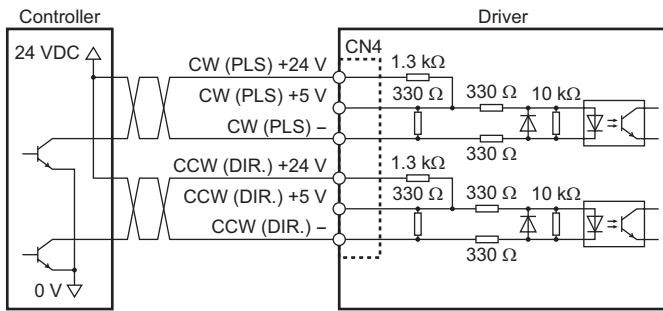 Controller
Driver
24 VDC
CN4
CW (PLS) +24 V
1.3 kΩ
CW (PLS) +5 V
330 Ω
330 Ω
10 kΩ
CW (PLS) –
330 Ω
CCW (DIR.) +24 V
1.3 kΩ
CCW (DIR.) +5 V
330 Ω
330 Ω
10 kΩ
CCW (DIR.) –
330 Ω
0 V